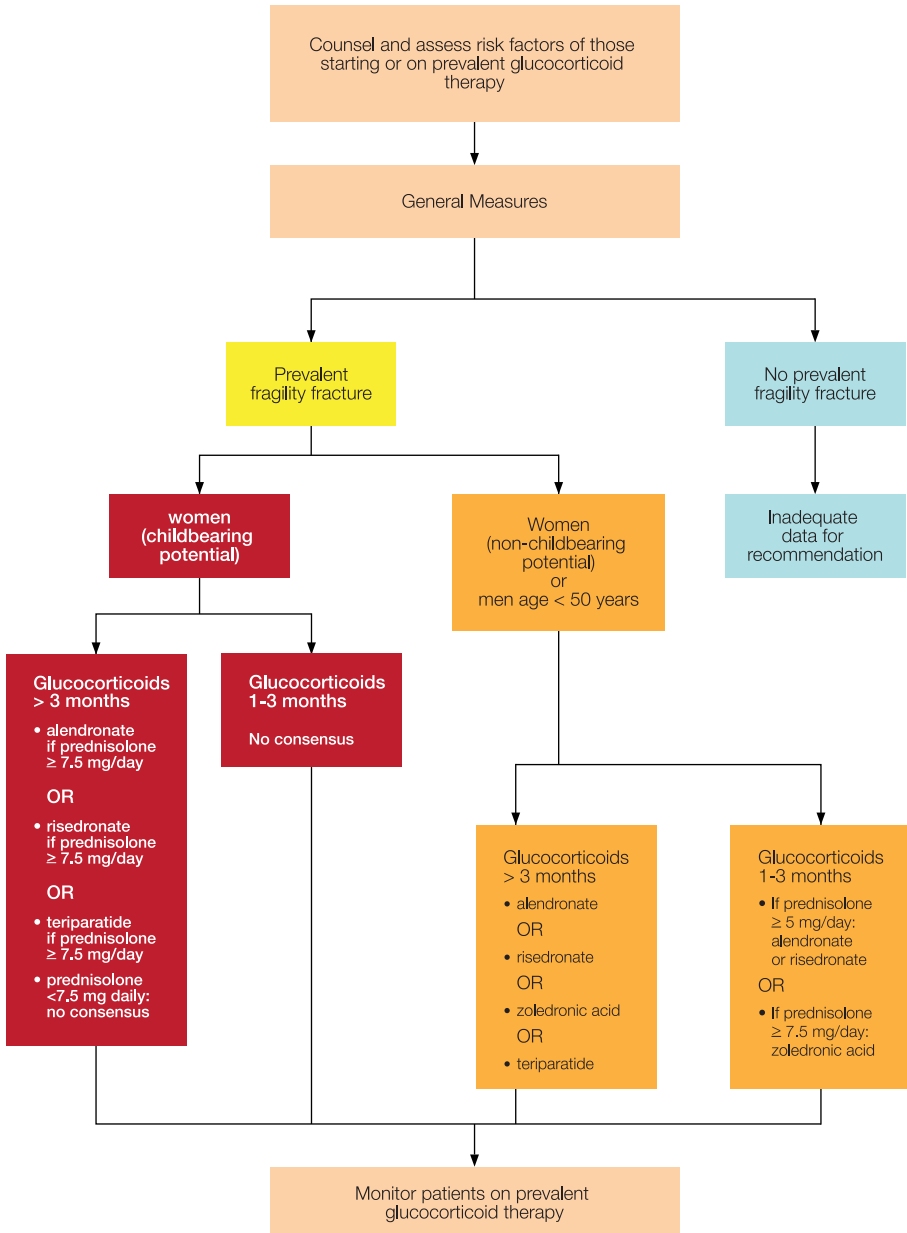 Counsel and assess risk factors of those
starting or on prevalent glucocorticoid
therapy
General Measures
Prevalent
fragility fracture
No prevalent
fragility fracture
women
(childbearing
potential)
Women
(non-childbearing
potential)
or
men age < 50 years
Inadequate
data for
recommendation
Glucocorticoids
> 3 months
• alendronate
if prednisolone
≥ 7.5 mg/day
OR
• risedronate
if prednisolone
≥ 7.5 mg/day
OR
• teriparatide
if prednisolone
≥ 7.5 mg/day
• prednisolone
<7.5 mg daily:
no consensus
Glucocorticoids
1-3 months
No consensus
Glucocorticoids
> 3 months
• alendronate
OR
• risedronate
OR
• zoledronic acid
OR
• teriparatide
Glucocorticoids
1-3 months
• If prednisolone
≥ 5 mg/day:
alendronate
or risedronate
OR
• If prednisolone
≥ 7.5 mg/day:
zoledronic acid
Monitor patients on prevalent
glucocorticoid therapy